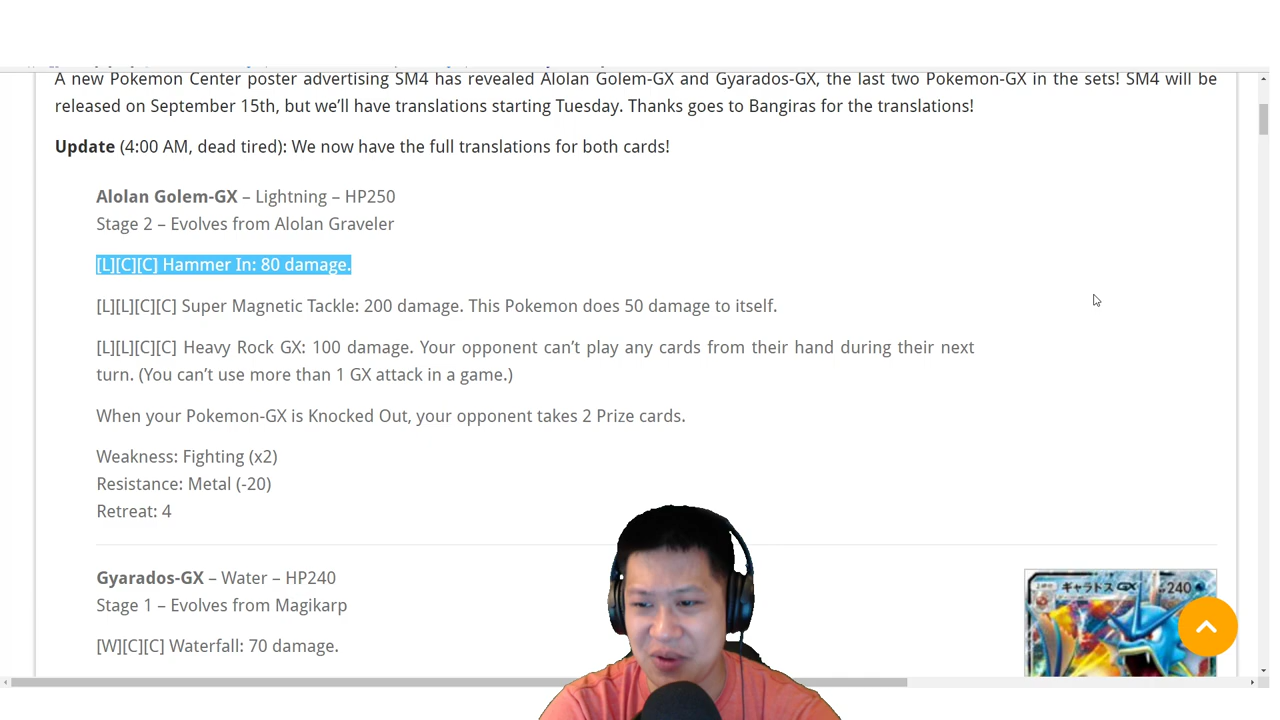 A new Pokemon Center poster advertising SM4 has revealed Alolan Golem-GX and Gyarados-GX, the last two Pokemon-GX in the sets! SM4 will be
released on September 15th, but we’ll have translations starting Tuesday. Thanks goes to Bangiras for the translations!
Update (4:00 AM, dead tired): We now have the full translations for both cards!
Alolan Golem-GX – Lightning – HP250
Stage 2 – Evolves from Alolan Graveler
[L][C][C] Hammer In: 80 damage.
[L][L][C][C] Super Magnetic Tackle: 200 damage. This Pokemon does 50 damage to itself.
[L][L][C][C] Heavy Rock GX: 100 damage. Your opponent can’t play any cards from their hand during their next
turn. (You can’t use more than 1 GX attack in a game.)
When your Pokemon-GX is Knocked Out, your opponent takes 2 Prize cards.
Weakness: Fighting (x2)
Resistance: Metal (-20)
Retreat: 4
Gyarados-GX – Water – HP240
Stage 1 – Evolves from Magikarp
[W][C][C] Waterfall: 70 damage.
ギャラドスGX 240